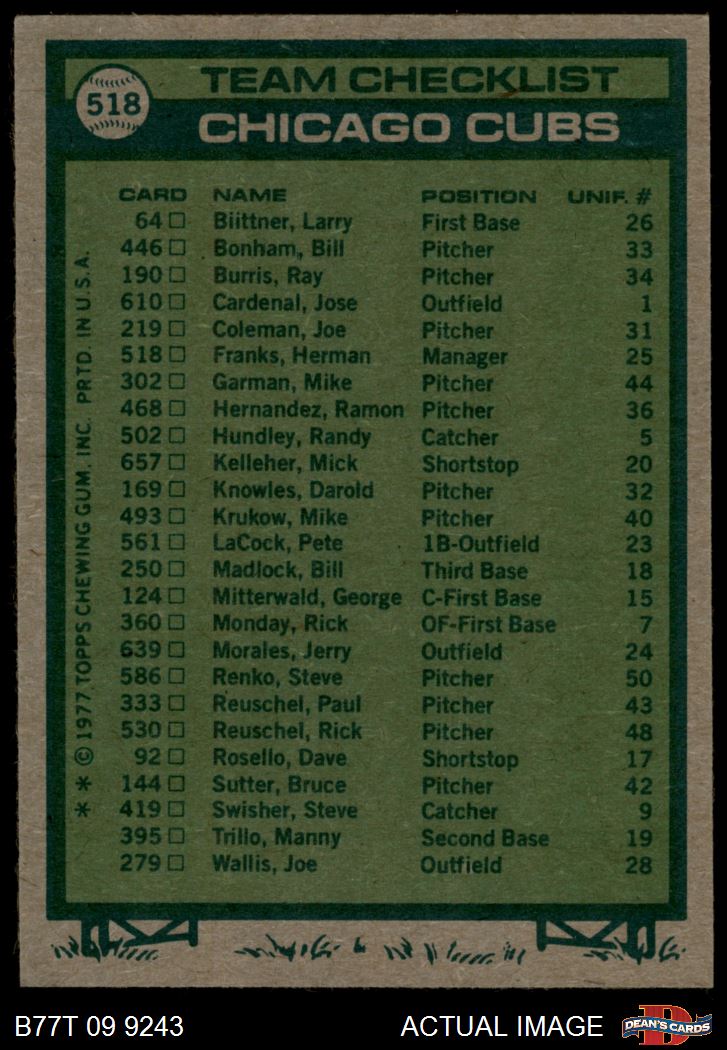 518
TEAM CHECKLIST
CHICAGO CUBS
CARD NAME POSITION UNIF. #
64 ☐ Biittner, Larry First Base 26
446 ☐ Bonham, Bill Pitcher 33
190 ☐ Burris, Ray Pitcher 34
610 ☐ Cardenal, Jose Outfield 1
219 ☐ Coleman, Joe Pitcher 31
518 ☐ Franks, Herman Manager 25
302 ☐ Garman, Mike Pitcher 44
468 ☐ Hernandez, Ramon Pitcher 36
502 ☐ Hundley, Randy Catcher 5
657 ☐ Kelleher, Mick Shortstop 20
169 ☐ Knowles, Darold Pitcher 32
493 ☐ Krukow, Mike Pitcher 40
561 ☐ LaCock, Pete 1B-Outfield 23
250 ☐ Madlock, Bill Third Base 18
124 ☐ Mitterwald, George C-First Base 15
360 ☐ Monday, Rick OF-First Base 7
639 ☐ Morales, Jerry Outfield 24
586 ☐ Renko, Steve Pitcher 50
333 ☐ Reuschel, Paul Pitcher 43
530 ☐ Reuschel, Rick Pitcher 48
92 ☐ Rosello, Dave Shortstop 17
144 ☐ Sutter, Bruce Pitcher 42
419 ☐ Swisher, Steve Catcher 9
395 ☐ Trillo, Manny Second Base 19
279 ☐ Wallis, Joe Outfield 28
* * © 1977 TOPPS CHEWING GUM, INC. PRTD. IN U.S.A.
B77T 09 9243 ACTUAL IMAGE
D
DEAN'S CARDS